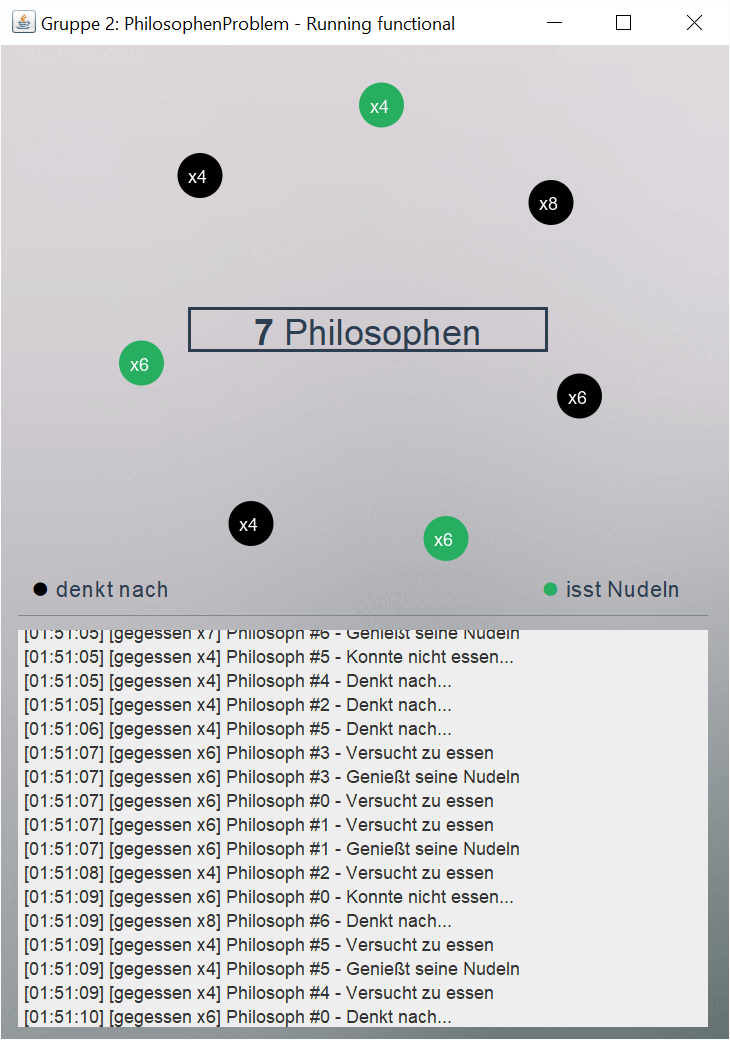 Gruppe 2: PhilosophenProblem - Running functional
x4
x4
x8
7 Philosophen
x6
x6
x4
x6
denkt nach
isst Nudeln
[01:51:05] [gegessen x7] Philosoph #6 - Genießt seine Nudeln
[01:51:05] [gegessen x4] Philosoph #5 - Konnte nicht essen...
[01:51:05] [gegessen x4] Philosoph #4 - Denkt nach...
[01:51:05] [gegessen x4] Philosoph #2 - Denkt nach...
[01:51:06] [gegessen x4] Philosoph #5 - Denkt nach...
[01:51:07] [gegessen x6] Philosoph #3 - Versucht zu essen
[01:51:07] [gegessen x6] Philosoph #3 - Genießt seine Nudeln
[01:51:07] [gegessen x6] Philosoph #0 - Versucht zu essen
[01:51:07] [gegessen x6] Philosoph #1 - Versucht zu essen
[01:51:07] [gegessen x6] Philosoph #1 - Genießt seine Nudeln
[01:51:08] [gegessen x4] Philosoph #2 - Versucht zu essen
[01:51:09] [gegessen x6] Philosoph #0 - Konnte nicht essen...
[01:51:09] [gegessen x8] Philosoph #6 - Denkt nach...
[01:51:09] [gegessen x4] Philosoph #5 - Versucht zu essen
[01:51:09] [gegessen x4] Philosoph #5 - Genießt seine Nudeln
[01:51:09] [gegessen x4] Philosoph #4 - Versucht zu essen
[01:51:10] [gegessen x6] Philosoph #0 - Denkt nach...